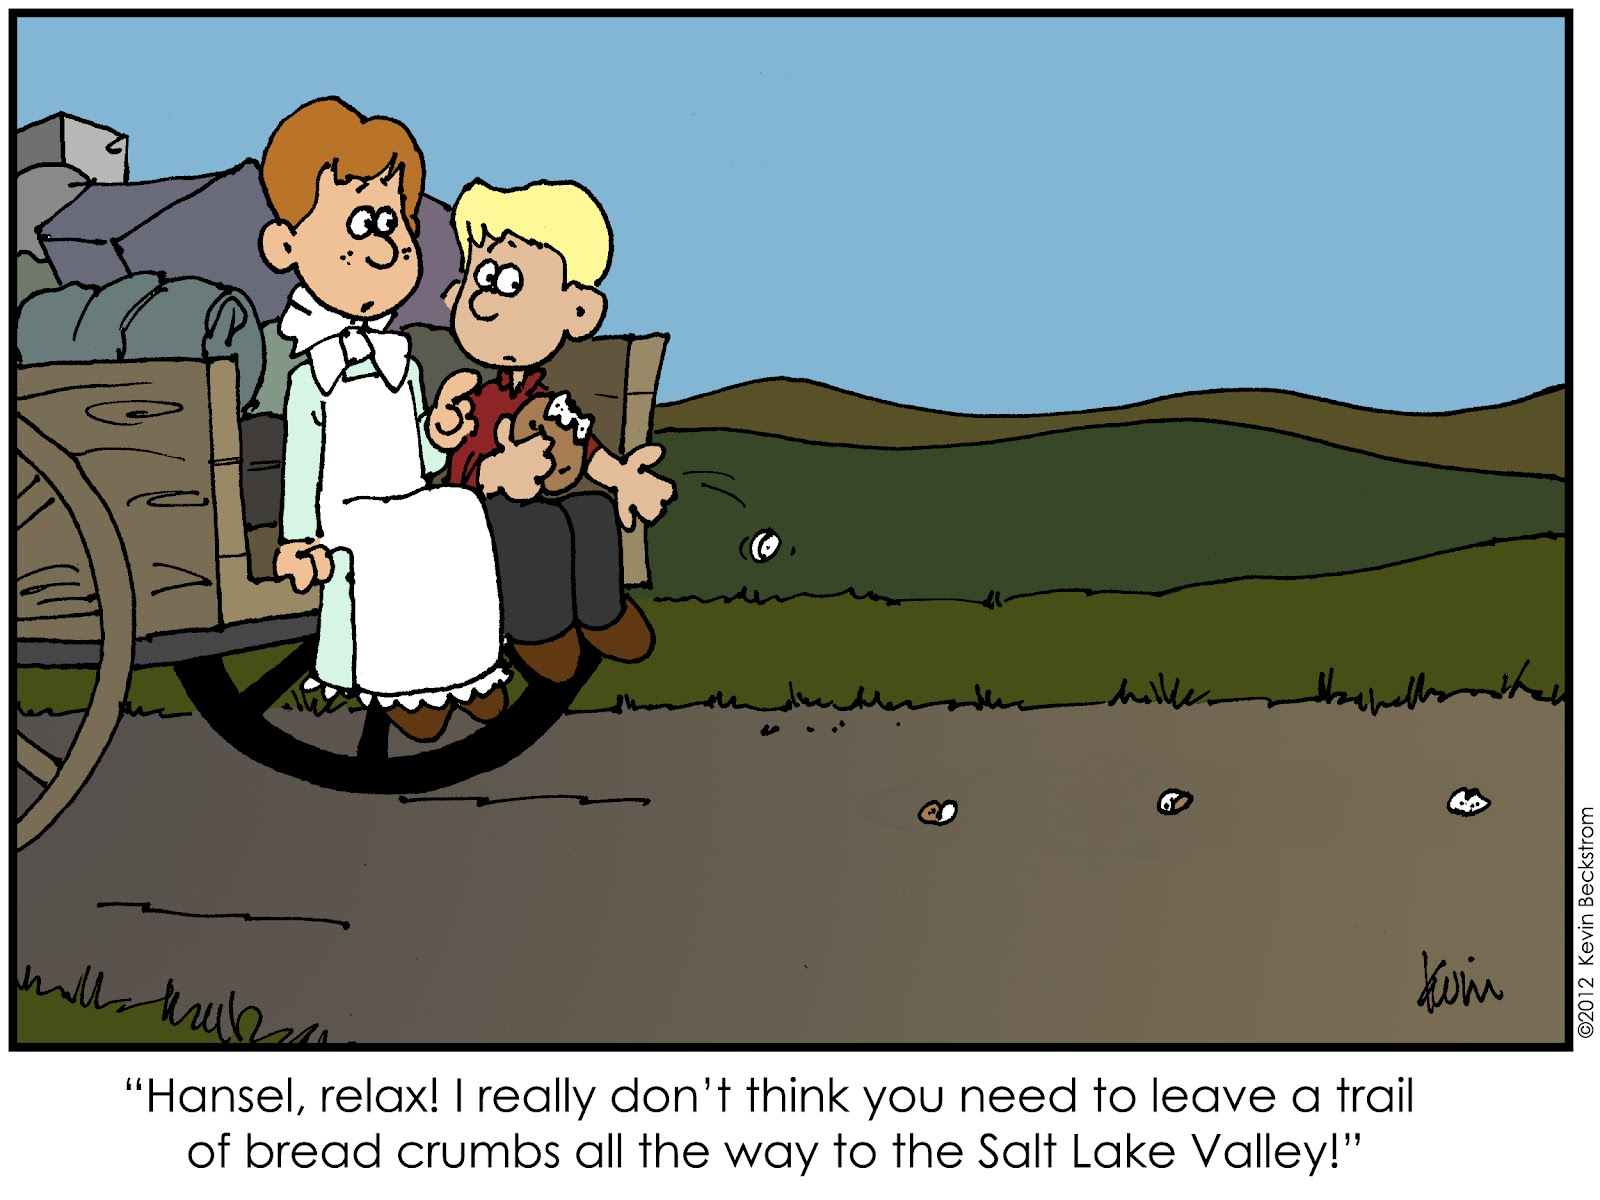 Kevin
©2012 Kevin Beckstrom
“Hansel, relax! I really don’t think you need to leave a trail
of bread crumbs all the way to the Salt Lake Valley!”